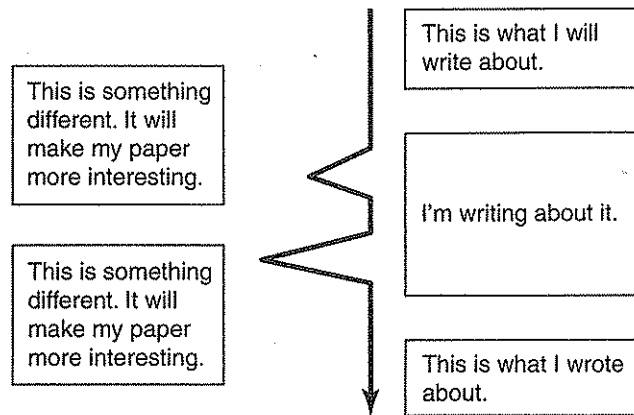 This is what I will
write about.
This is something
different. It will
make my paper
more interesting.
I'm writing about it.
This is something
different. It will
make my paper
more interesting.
This is what I wrote
about.